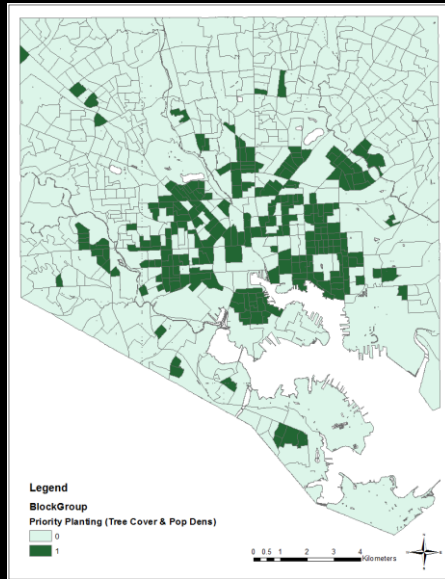 Legend
BlockGroup
Priority Planting (Tree Cover & Pop Dens)
0
1
0 0.5 1 2 3 4
Kilometers